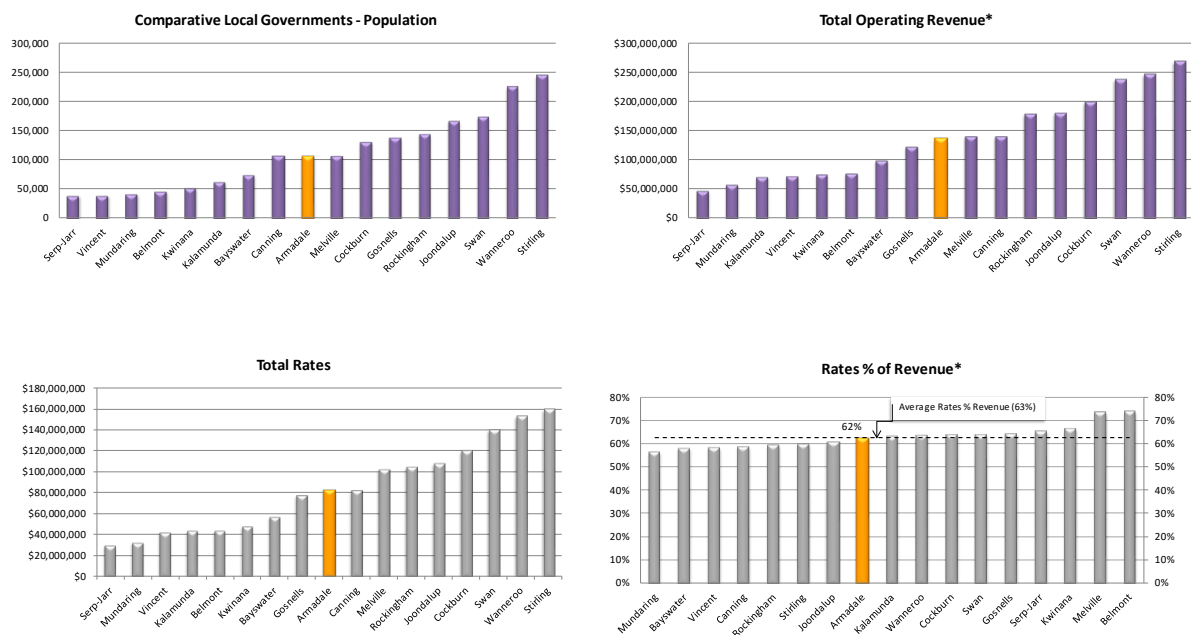 Comparative Local Governments - Population
300,000
250,000
200,000
150,000
100,000
50,000
0
Serp-Jarr
Vincent
Mundaring
Belmont
Kwinana
Kalamunda
Bayswater
Canning
Armadale
Melville
Cockburn
Gosnells
Rockingham
Joondalup
Swan
Wanneroo
Stirling
Total Operating Revenue*
$300,000,000
$250,000,000
$200,000,000
$150,000,000
$100,000,000
$50,000,000
$0
Serp-Jarr
Mundaring
Kalamunda
Vincent
Kwinana
Belmont
Bayswater
Gosnells
Armadale
Melville
Canning
Rockingham
Joondalup
Cockburn
Swan
Wanneroo
Stirling
Total Rates
$180,000,000
$160,000,000
$140,000,000
$120,000,000
$100,000,000
$80,000,000
$60,000,000
$40,000,000
$20,000,000
$0
Serp-Jarr
Mundaring
Vincent
Kalamunda
Belmont
Kwinana
Bayswater
Gosnells
Armadale
Canning
Melville
Rockingham
Joondalup
Cockburn
Swan
Wanneroo
Stirling
Rates % of Revenue*
80%
70%
60%
50%
40%
30%
20%
10%
0%
Average Rates % Revenue (63%)
62%
80%
70%
60%
50%
40%
30%
20%
10%
0%
Mundaring
Bayswater
Vincent
Canning
Rockingham
Stirling
Joondalup
Armadale
Kalamunda
Wanneroo
Cockburn
Swan
Gosnells
Serp-Jarr
Kwinana
Melville
Belmont